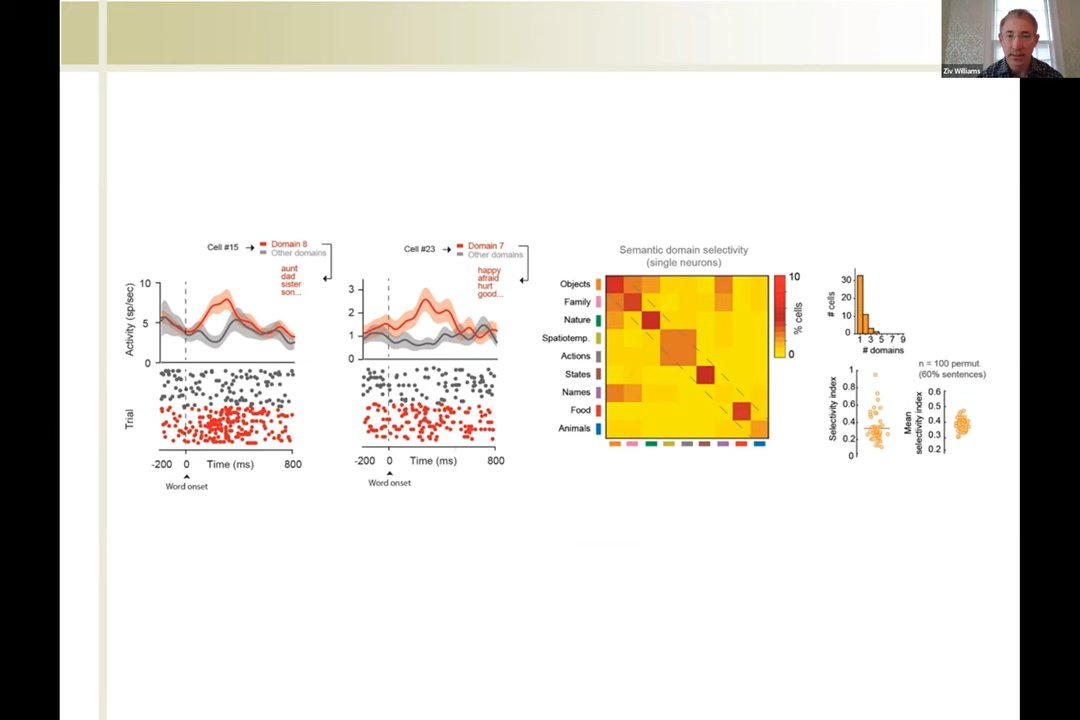 Ziv Williams
Cell #15
Domain 8
Other domains
aunt
dad
sister
son...
Activity (sp/sec)
10
5
0
Trial
-200
0
Time (ms)
800
Word onset
Cell #23
Domain 7
Other domains
happy
afraid
hurt
good...
3
2
1
0
-200
0
Time (ms)
800
Word onset
Semantic domain selectivity
(single neurons)
Objects
Family
Nature
Spatiotemp.
Actions
States
Names
Food
Animals
10
0
% cells
# cells
30
20
10
0
1 3 5 7 9
# domains
Selectivity index
1
0.8
0.6
0.4
0.2
0
n = 100 permut.
(60% sentences)
Mean
selectivity index
0.6
0.5
0.4
0.3
0.2